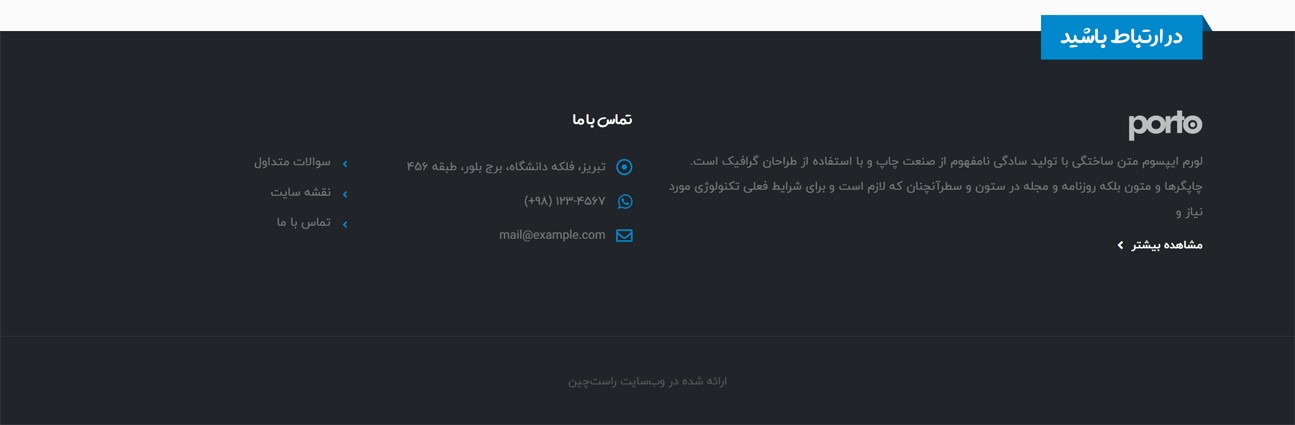 در ارتباط باشید
porto
لورم ایپسوم متن ساختگی با تولید سادگی نامفهوم از صنعت چاپ و با استفاده از طراحان گرافیک است.
چاپگرها و متون بلکه روزنامه و مجله در ستون و سطرآنچنان که لازم است و برای شرایط فعلی تکنولوژی مورد
نیاز و
مشاهده بیشتر
تماس با ما
تبریز، فلکه دانشگاه، برج بلور، طبقه ۴۵۶
(+۹۸) ۱۲۳-۴۵۶۷
mail@example.com
سوالات متداول
نقشه سایت
تماس با ما
ارائه شده در وب‌سایت راست‌چین